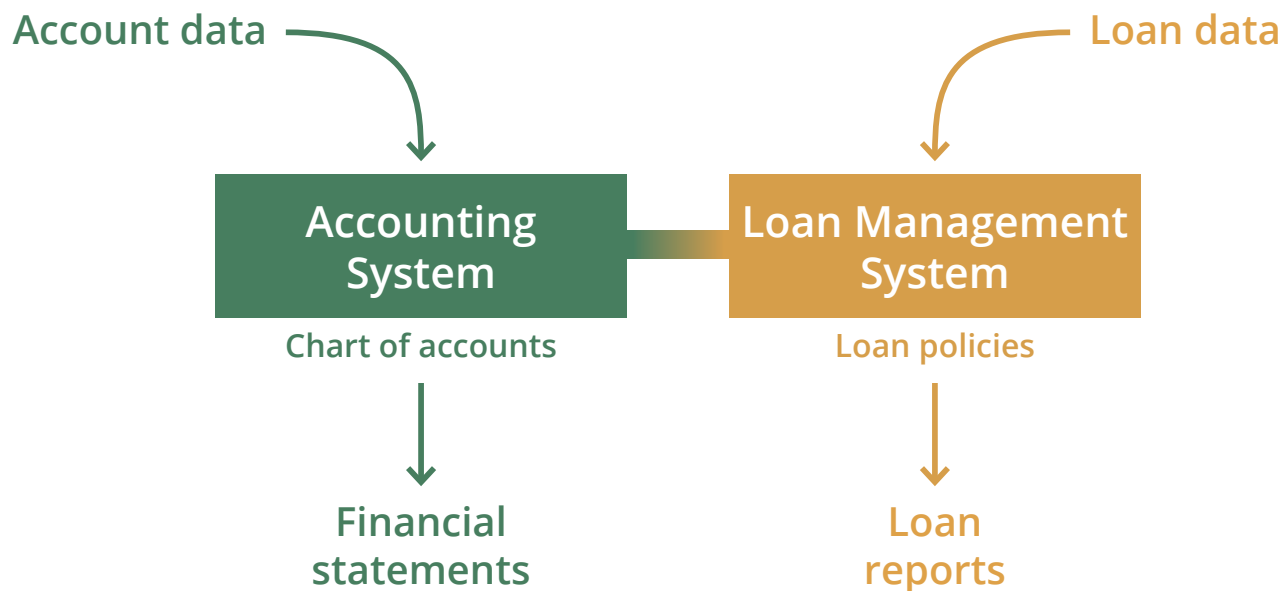 Account data
Loan data
Accounting
System
Loan Management
System
Chart of accounts
Loan policies
Financial
statements
Loan
reports